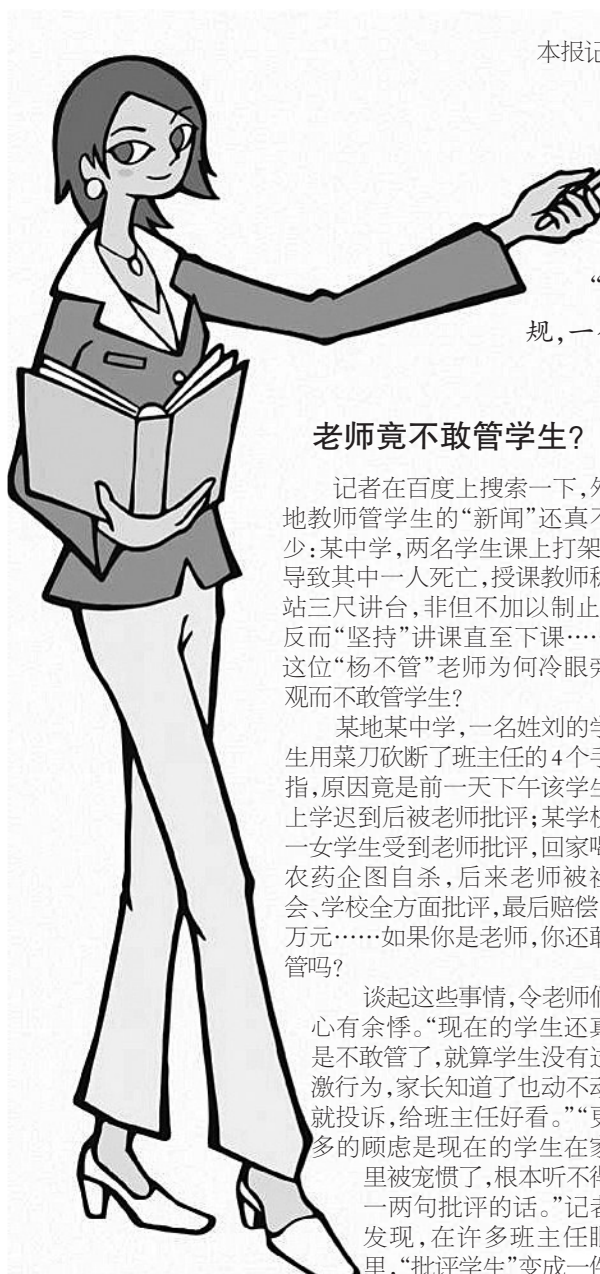 本报记
“
规,一
老师竟不敢管学生?
记者在百度上搜索一下,外
地教师管学生的“新闻”还真不
少:某中学,两名学生课上打架
导致其中一人死亡,授课教师
站三尺讲台,非但不加以制止
反而“坚持”讲课直至下课……
这位“杨不管”老师为何冷眼旁
观而不敢管学生?
某地某中学,一名姓刘的学
生用菜刀砍断了班主任的4个手
指,原因竟是前一天下午该学生
上学迟到后被老师批评;某学校
一女学生受到老师批评,回家喝
农药企图自杀,后来老师被社
会、学校全方面批评,最后赔偿
万元……如果你是老师,你还敢
管吗?
谈起这些事情,令老师们
心有余悸。“现在的学生还真
是不敢管了,就算学生没有过
激行为,家长知道了也动不动
就投诉,给班主任好看。”“更
多的顾虑是现在的学生在家
里被宠惯了,根本听不得
一两句批评的话。”记者
发现,在许多班主任眼
里,“批评学生”变成一件